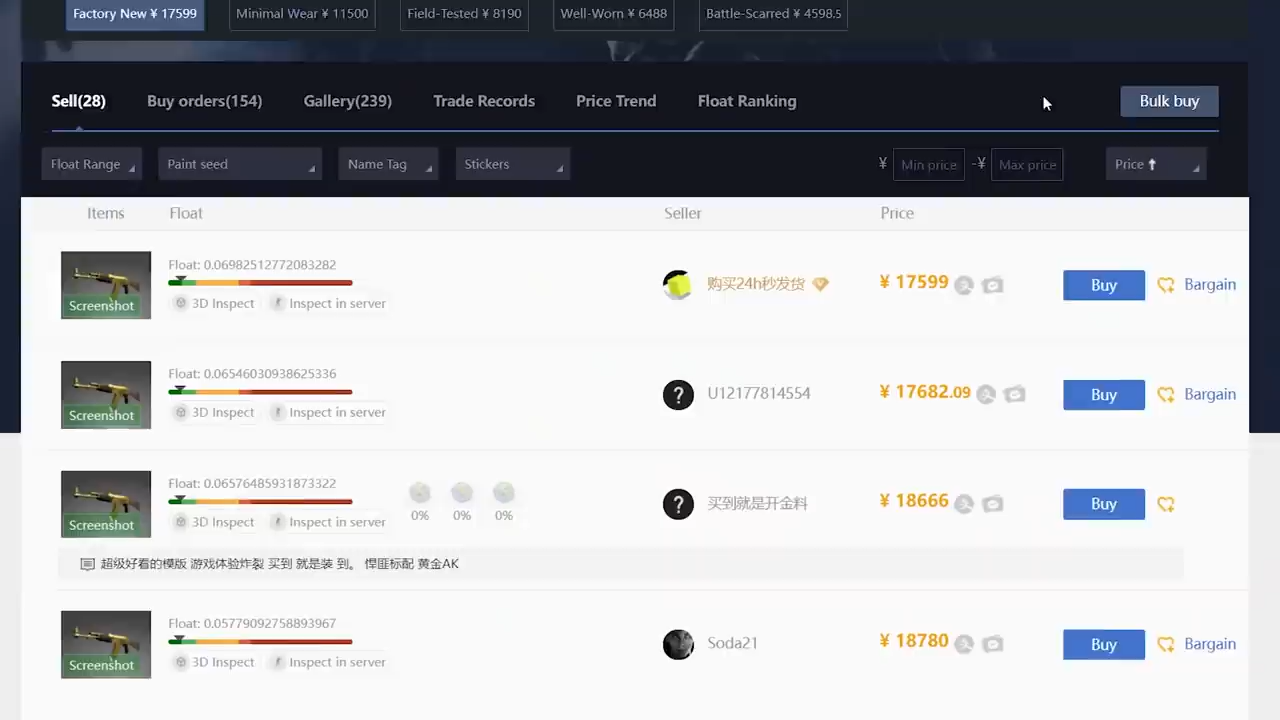 Factory New ¥ 17599 Minimal Wear ¥ 11500 Field-Tested ¥ 8190 Well-Worn ¥ 6488 Battle-Scarred ¥ 4598.5
Sell(28) Buy orders(154) Gallery(239) Trade Records Price Trend Float Ranking Bulk buy
Float Range Paint seed Name Tag Stickers ¥ Min price -¥ Max price Price
Items Float Seller Price
Float: 0.06982512772083282
Screenshot 3D Inspect Inspect in server 购买24h秒发货 ¥ 17599 Buy Bargain
Float: 0.06546030938625336
Screenshot 3D Inspect Inspect in server U12177814554 ¥ 17682.09 Buy Bargain
Float: 0.06576485931873322
Screenshot 3D Inspect Inspect in server 0% 0% 0% 买到就是开金料 ¥ 18666 Buy
超级好看的模版 游戏体验炸裂 买到 就是装 到。 悍匪标配 黄金AK
Float: 0.05779092758893967
Screenshot 3D Inspect Inspect in server Soda21 ¥ 18780 Buy Bargain